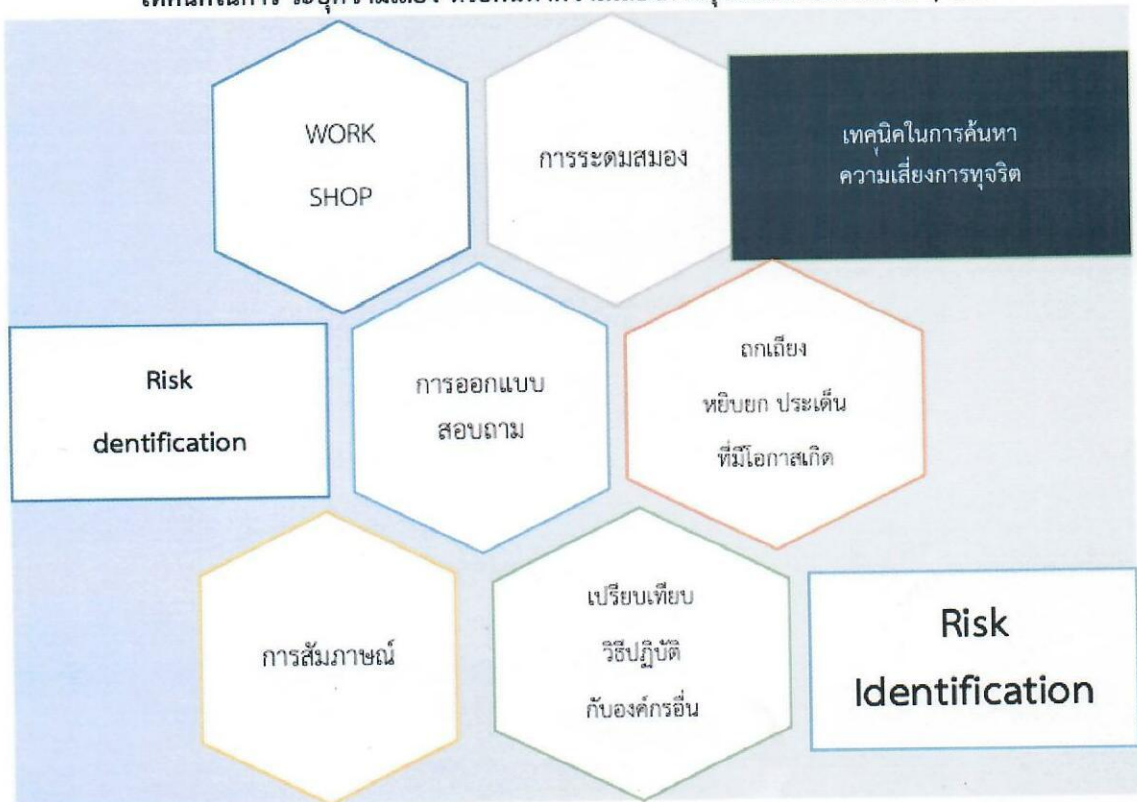 WORK
SHOP
การระดมสมอง
เทคนิคในการค้นหา
ความเสี่ยงการทุจริต
Risk
dentification
การออกแบบ
สอบถาม
ถกเถียง
หยิบยก ประเด็น
ที่มีโอกาสเกิด
การสัมภาษณ์
เปรียบเทียบ
วิธีปฏิบัติ
กับองค์กรอื่น
Risk
Identification